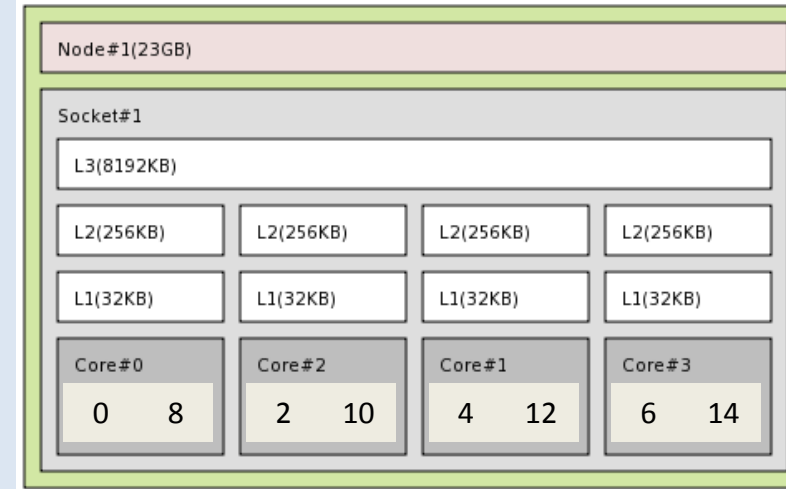 Node#1(23GB)
Socket#1
L3(8192KB)
L2(256KB) L2(256KB) L2(256KB) L2(256KB)
L1(32KB) L1(32KB) L1(32KB) L1(32KB)
Core#0 Core#2 Core#1 Core#3
0 8 2 10 4 12 6 14